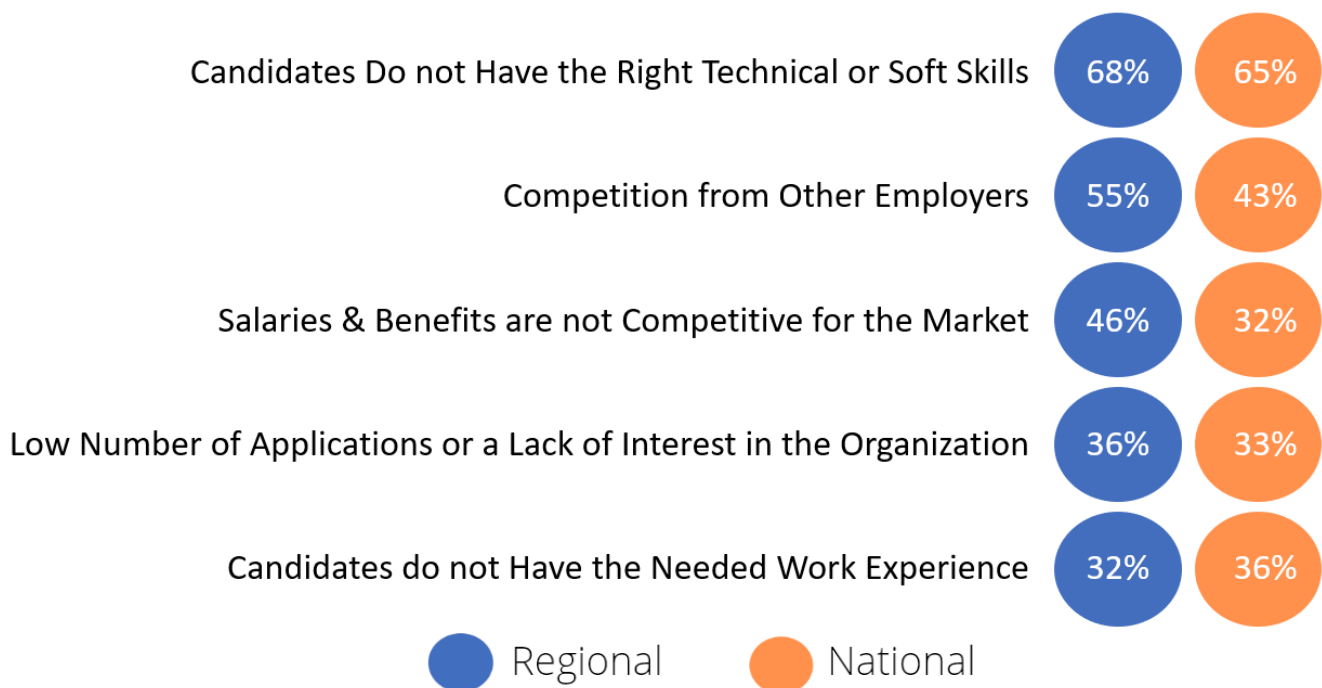 Candidates Do not Have the Right Technical or Soft Skills 68% 65%
Competition from Other Employers 55% 43%
Salaries & Benefits are not Competitive for the Market 46% 32%
Low Number of Applications or a Lack of Interest in the Organization 36% 33%
Candidates do not Have the Needed Work Experience 32% 36%
Regional National